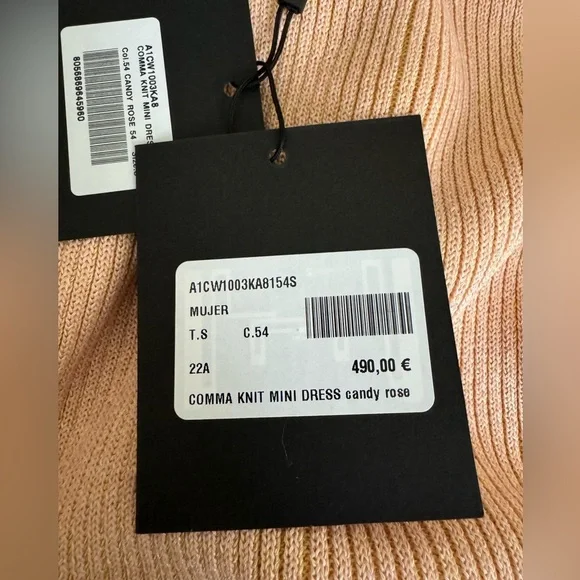 A1CW1003KA8
COMMA KNIT MINI DRESS
Col.54 CANDY ROSE 54
8056869645960
A1CW1003KA8154S
MUJER
T.S C.54
22A 490,00 €
COMMA KNIT MINI DRESS candy rose